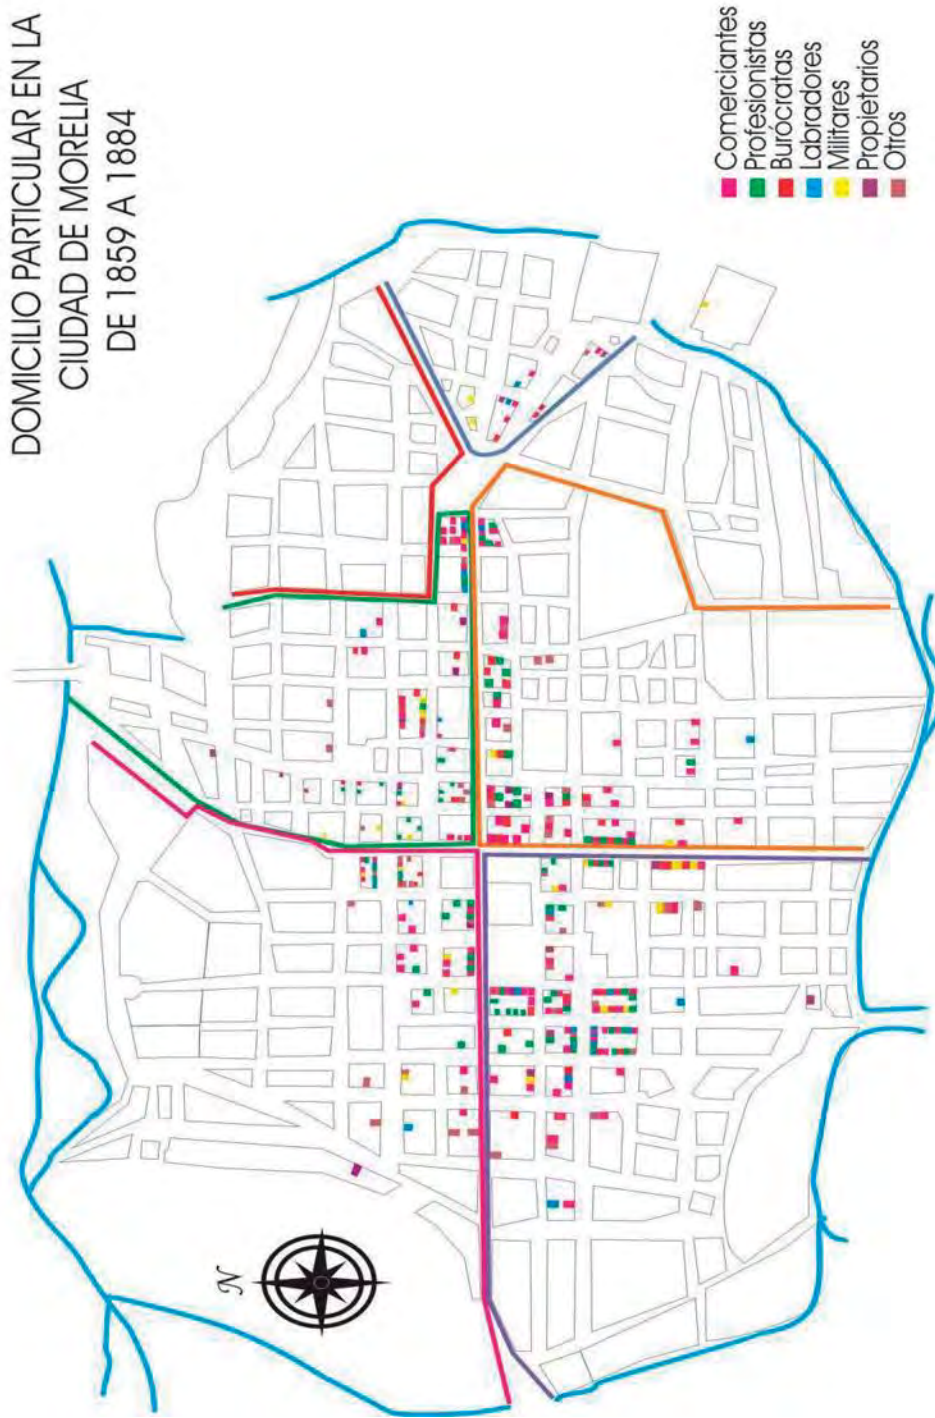 DOMICILIO PARTICULAR EN LA
CIUDAD DE MORELIA
DE 1859 A 1884
Comerciantes
Profesionistas
Burócratas
Labradores
Militares
Propietarios
Otros
N